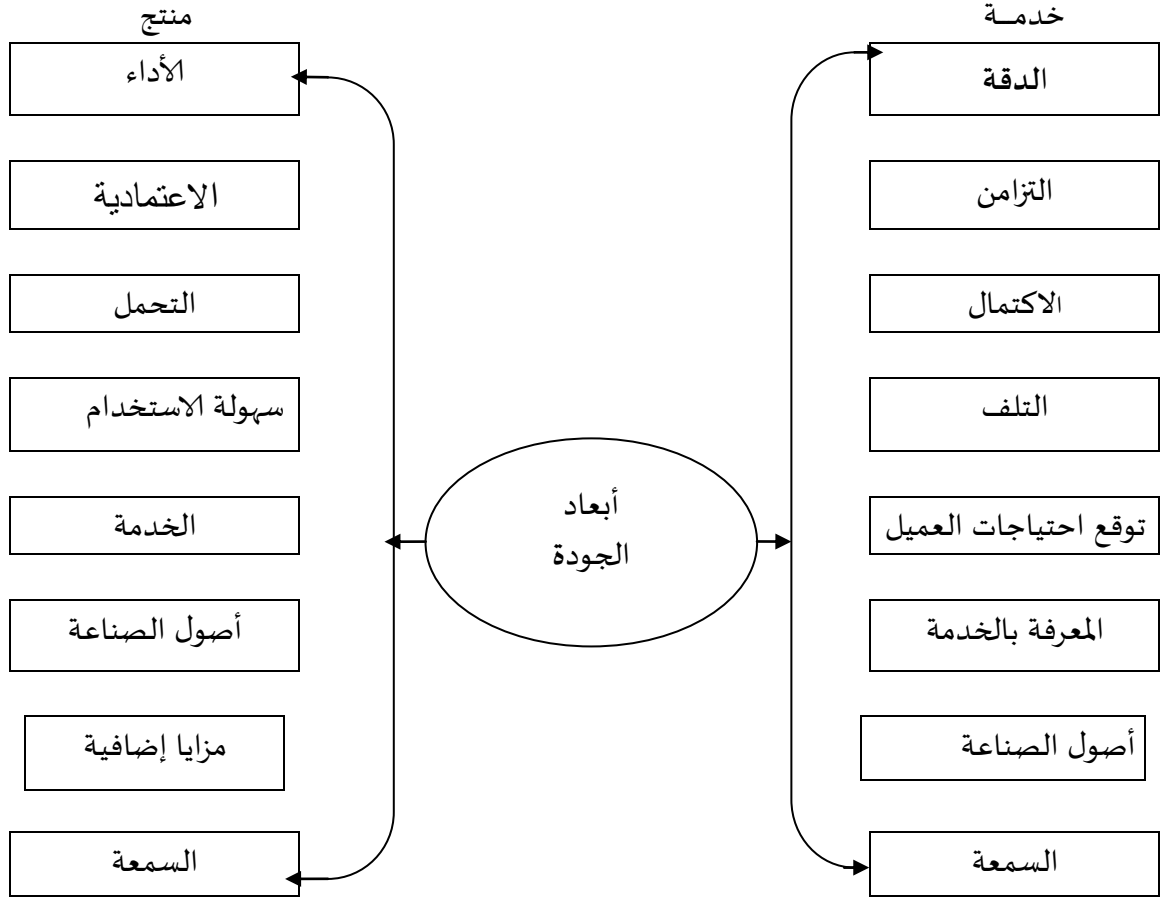 خدمــة
الدقة
التزامن
الاكتمال
التلف
توقع احتياجات العميل
المعرفة بالخدمة
أصول الصناعة
السمعة
أبعاد
الجودة
منتج
الأداء
الاعتمادية
التحمل
سهولة الاستخدام
الخدمة
أصول الصناعة
مزايا إضافية
السمعة